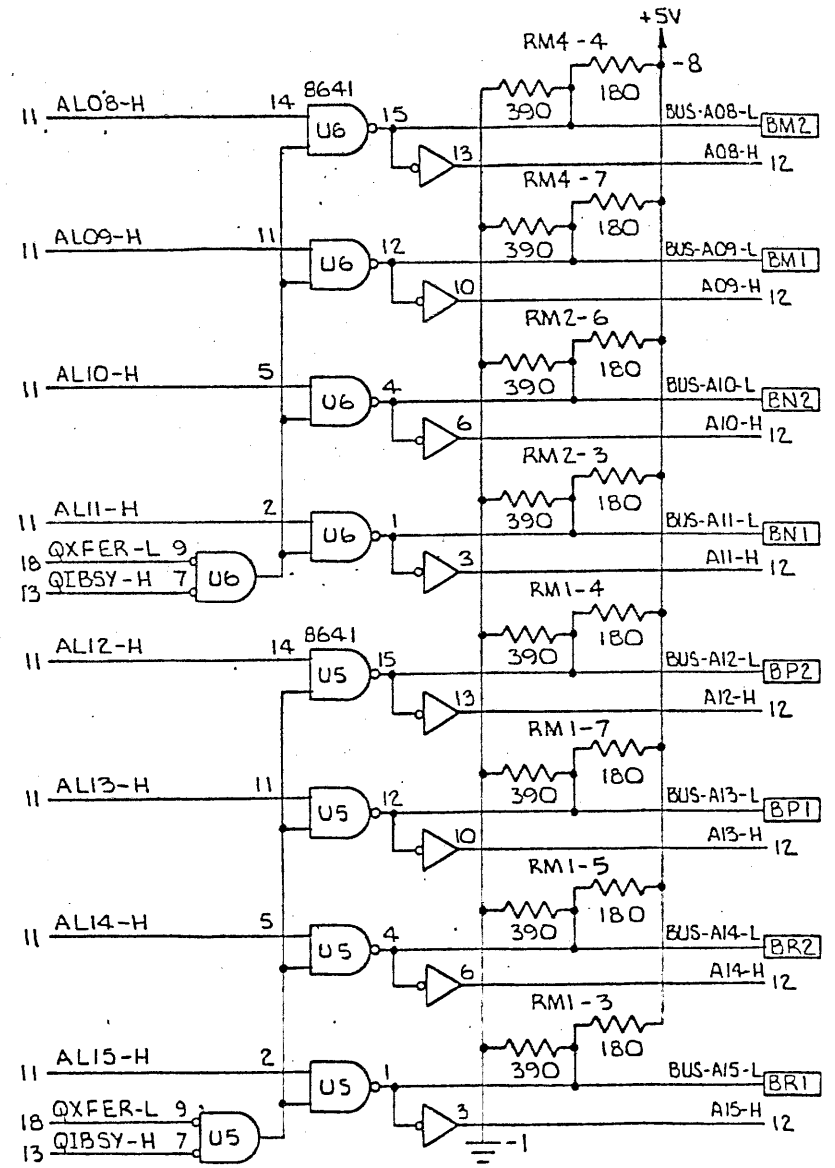 +5V
RM4-4
-8
390 180
8641
11 AL08-H 14 U6 15 BUS-A08-L BM2
13 A08-H 12
RM4-7
390 180
11 AL09-H 11 U6 12 BUS-A09-L BM1
10 A09-H 12
RM2-6
390 180
11 AL10-H 5 U6 4 BUS-A10-L BN2
6 A10-H 12
RM2-3
390 180
11 AL11-H 2 U6 1 BUS-A11-L BN1
18 QXFER-L 9 U6 3 A11-H 12
13 QIBSY-H 7
RM1-4
390 180
8641
11 AL12-H 14 U5 15 BUS-A12-L BP2
13 A12-H 12
RM1-7
390 180
11 AL13-H 11 U5 12 BUS-A13-L BP1
10 A13-H 12
RM1-5
390 180
11 AL14-H 5 U5 4 BUS-A14-L BR2
6 A14-H 12
RM1-3
390 180
11 AL15-H 2 U5 1 BUS-A15-L BR1
18 QXFER-L 9 U5 3 A15-H 12
13 QIBSY-H 7
-1